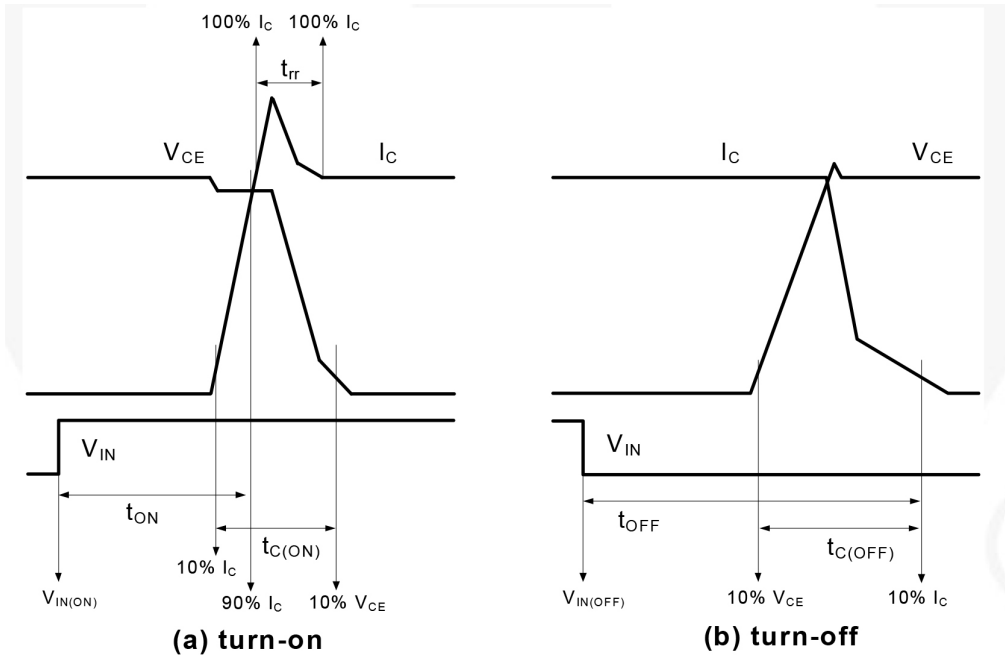 100% IC 100% IC
trr
VCE IC
VIN
tON
tC(ON)
10% IC
VIN(ON) 90% IC 10% VCE
(a) turn-on
IC VCE
VIN
tOFF
tC(OFF)
VIN(OFF) 10% VCE 10% IC
(b) turn-off